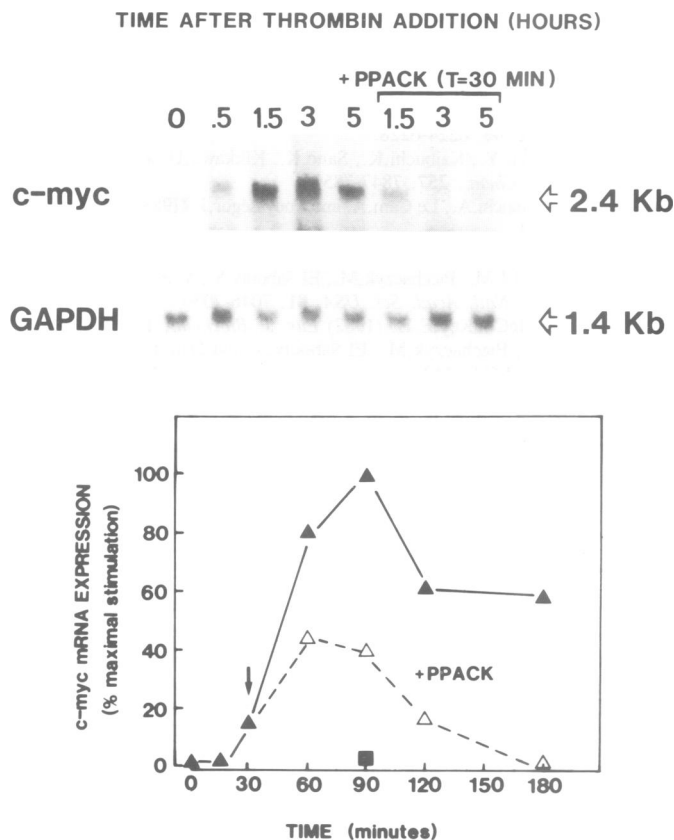 TIME AFTER THROMBIN ADDITION (HOURS)
+ PPACK (T=30 MIN)
0 .5 1.5 3 5 1.5 3 5
c-myc 2.4 Kb
GAPDH 1.4 Kb
c-myc mRNA EXPRESSION
(% maximal stimulation)
100
80
60
40
20
0
+PPACK
0 30 60 90 120 150 180
TIME (minutes)